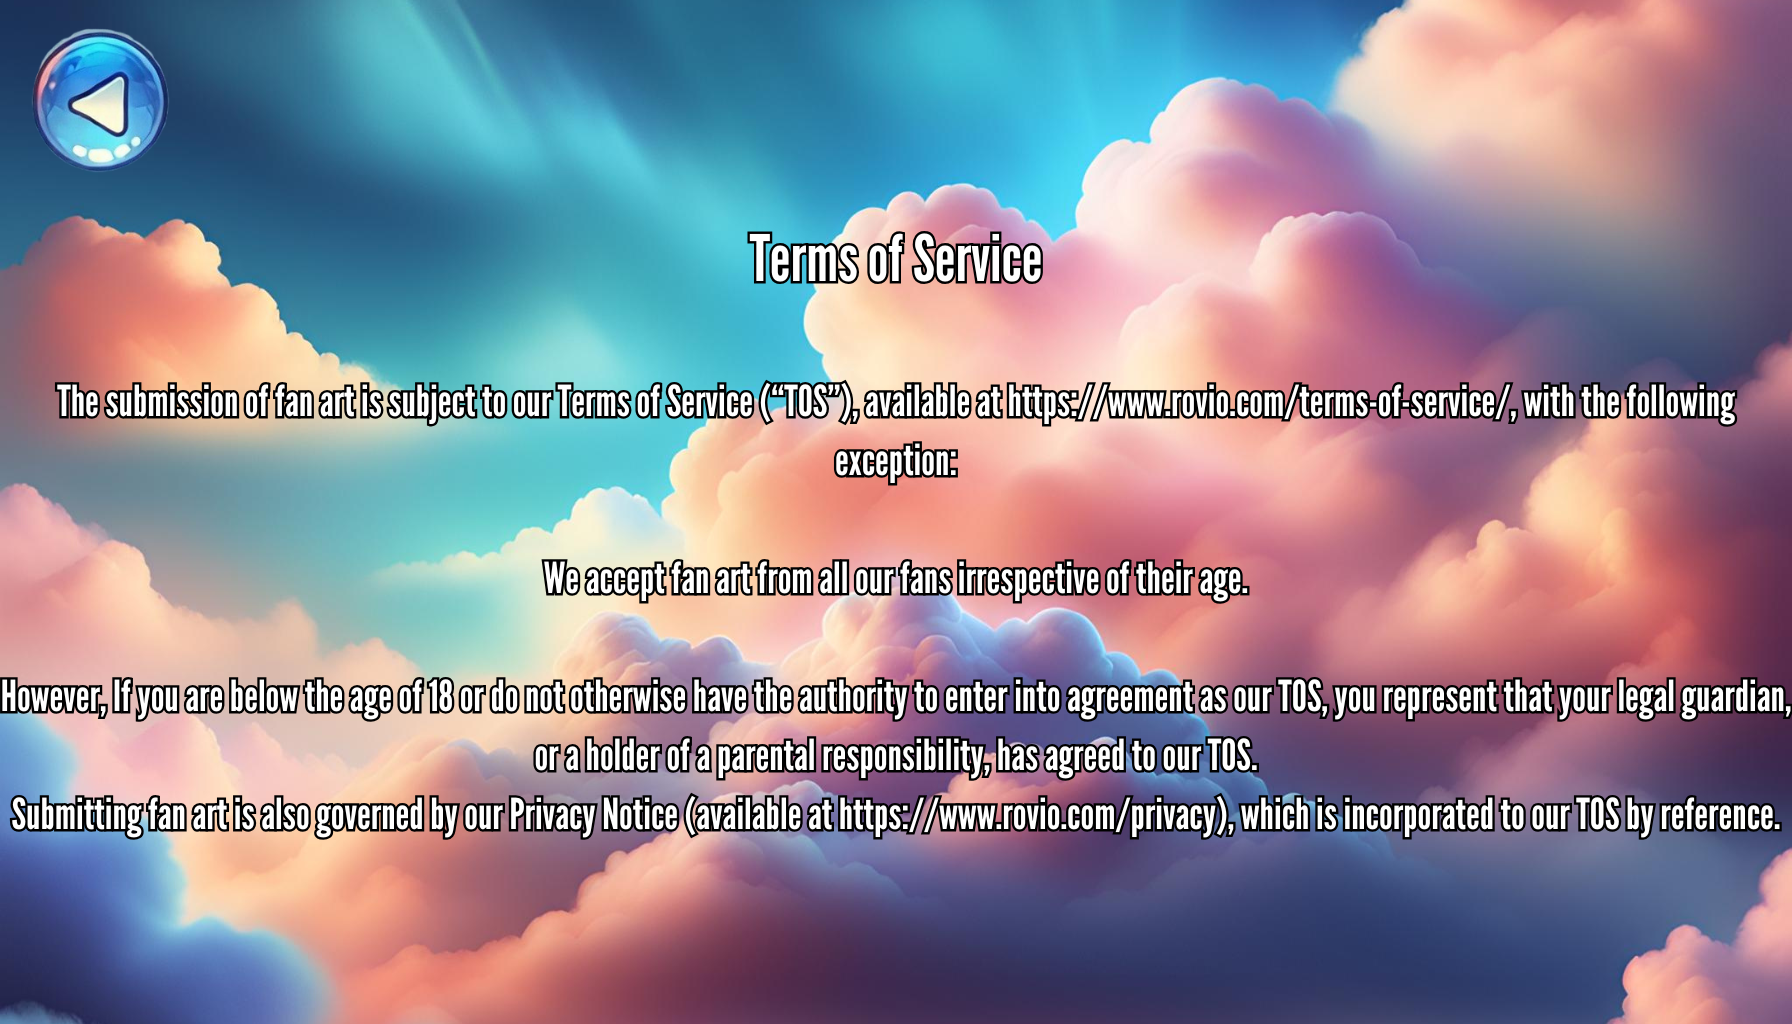 Terms of Service
The submission of fan art is subject to our Terms of Service (“TOS”), available at https://www.rovio.com/terms-of-service/, with the following
exception:
We accept fan art from all our fans irrespective of their age.
However, If you are below the age of 18 or do not otherwise have the authority to enter into agreement as our TOS, you represent that your legal guardian,
or a holder of a parental responsibility, has agreed to our TOS.
Submitting fan art is also governed by our Privacy Notice (available at https://www.rovio.com/privacy), which is incorporated to our TOS by reference.